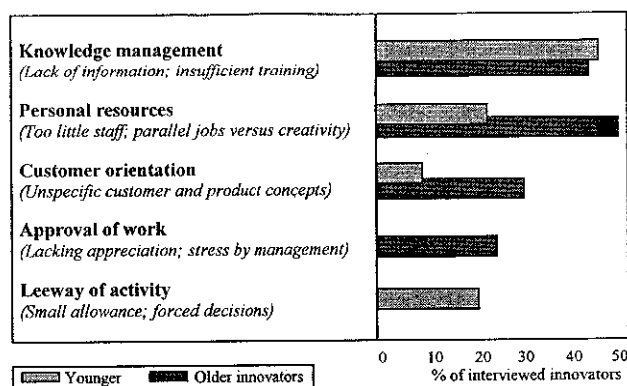 Knowledge management
(Lack of information; insufficient training)
Personal resources
(Too little staff; parallel jobs versus creativity)
Customer orientation
(Unspecific customer and product concepts)
Approval of work
(Lacking appreciation; stress by management)
Leeway of activity
(Small allowance; forced decisions)
0 10 20 30 40 50
Younger Older innovators % of interviewed innovators